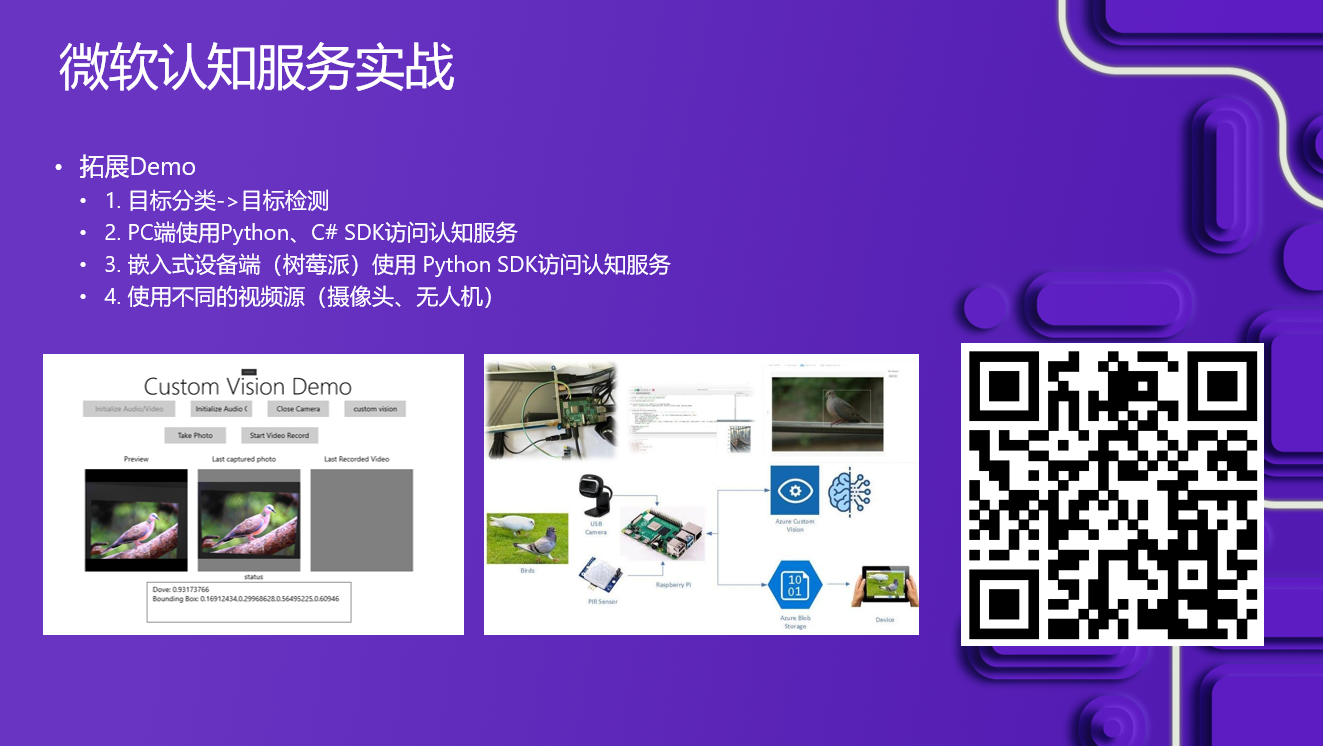 微软认知服务实战
• 拓展Demo
• 1. 目标分类->目标检测
• 2. PC端使用Python、C# SDK访问认知服务
• 3. 嵌入式设备端（树莓派）使用 Python SDK访问认知服务
• 4. 使用不同的视频源（摄像头、无人机）
Custom Vision Demo
Initialize Audio/Video
Initialize Audio (
Close Camera
custom vision
Take Photo
Start Video Record
Preview
Last captured photo
Last Recorded Video
status
Dove: 0.93173766
Bounding Box: 0.16912434,0.29968628,0.56495225,0.60946
USB
Camera
Birds
PIR Sensor
Raspberry Pi
Azure Custom
Vision
10
01
Azure Blob
Storage
Device